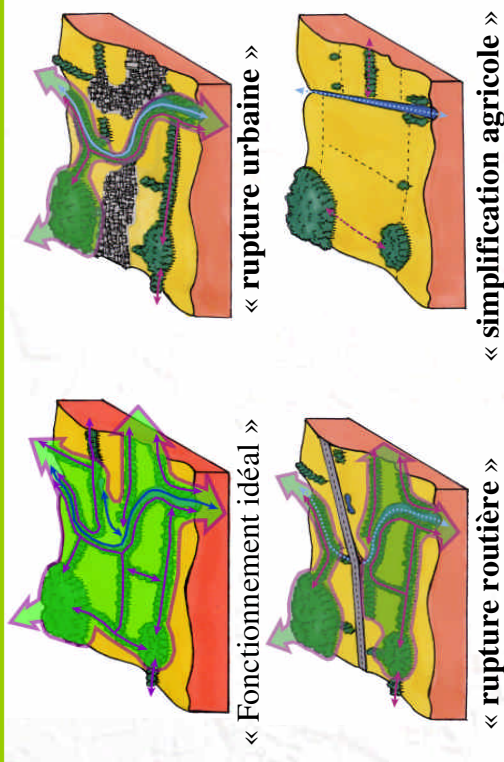 « Fonctionnement idéal »
« rupture urbaine »
« rupture routière »
« simplification agricole »